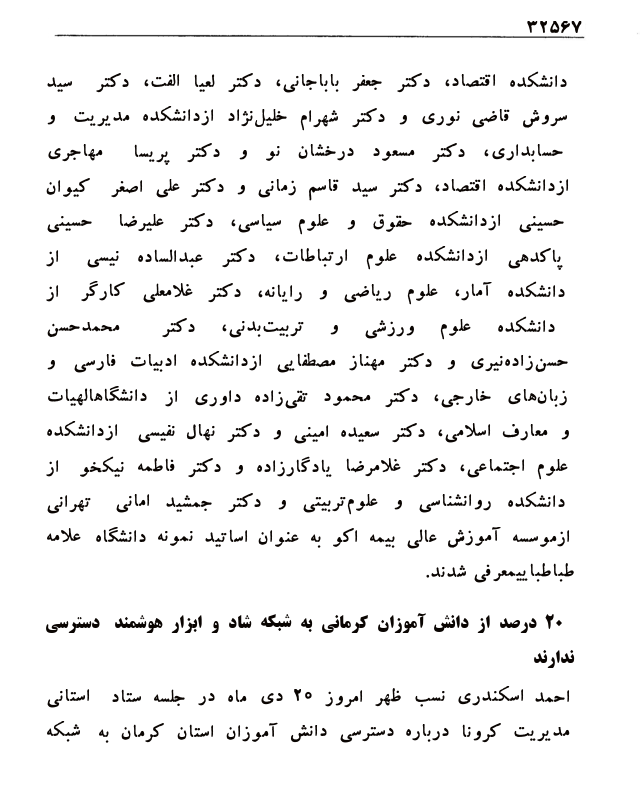 ۳۲۵۶۷
دانشکده اقتصاد، دکتر جعفر باباجانی، دکتر لعیا الفت، دکتر سید
سروش قاضی نوری و دکتر شهرام خلیل‌نژاد ازدانشکده مدیریت و
حسابداری، دکتر مسعود درخشان نو و دکتر پریسا مهاجری
ازدانشکده اقتصاد، دکتر سید قاسم زمانی و دکتر علی اصغر کیوان
حسینی ازدانشکده حقوق و علوم سیاسی، دکتر علیرضا حسینی
پاکدهی ازدانشکده علوم ارتباطات، دکتر عبدالساده نیسی از
دانشکده آمار، علوم ریاضی و رایانه، دکتر غلامعلی کارگر از
دانشکده علوم ورزشی و تربیت‌بدنی، دکتر محمدحسن
حسن‌زاده‌نیری و دکتر مهناز مصطفایی ازدانشکده ادبیات فارسی و
زبان‌های خارجی، دکتر محمود تقی‌زاده داوری از دانشگاهالهیات
و معارف اسلامی، دکتر سعیده امینی و دکتر نهال نفیسی ازدانشکده
علوم اجتماعی، دکتر غلامرضا یادگارزاده و دکتر فاطمه نیکخو از
دانشکده روانشناسی و علوم‌تربیتی و دکتر جمشید امانی تهرانی
ازموسسه آموزش عالی بیمه اکو به عنوان اساتید نمونه دانشگاه علامه
طباطباییمعرفی شدند.
۲۰ درصد از دانش آموزان کرمانی به شبکه شاد و ابزار هوشمند دسترسی
ندارند
احمد اسکندری نسب ظهر امروز ۲۰ دی ماه در جلسه ستاد استانی
مدیریت کرونا درباره دسترسی دانش آموزان استان کرمان به شبکه